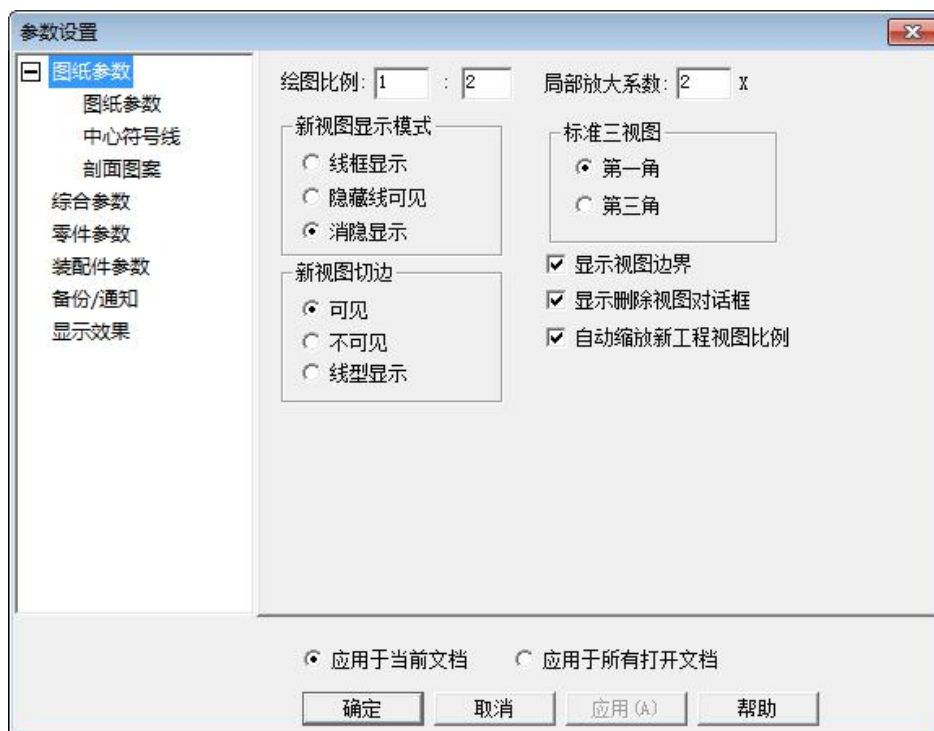 参数设置
图纸参数
图纸参数
中心符号线
剖面图案
综合参数
零件参数
装配件参数
备份/通知
显示效果
绘图比例: 1 : 2
局部放大系数: 2 X
新视图显示模式
线框显示
隐藏线可见
消隐显示
标准三视图
第一角
第三角
新视图切边
可见
不可见
线型显示
显示视图边界
显示删除视图对话框
自动缩放新工程视图比例
应用于当前文档 应用于所有打开文档
确定 取消 应用(A) 帮助